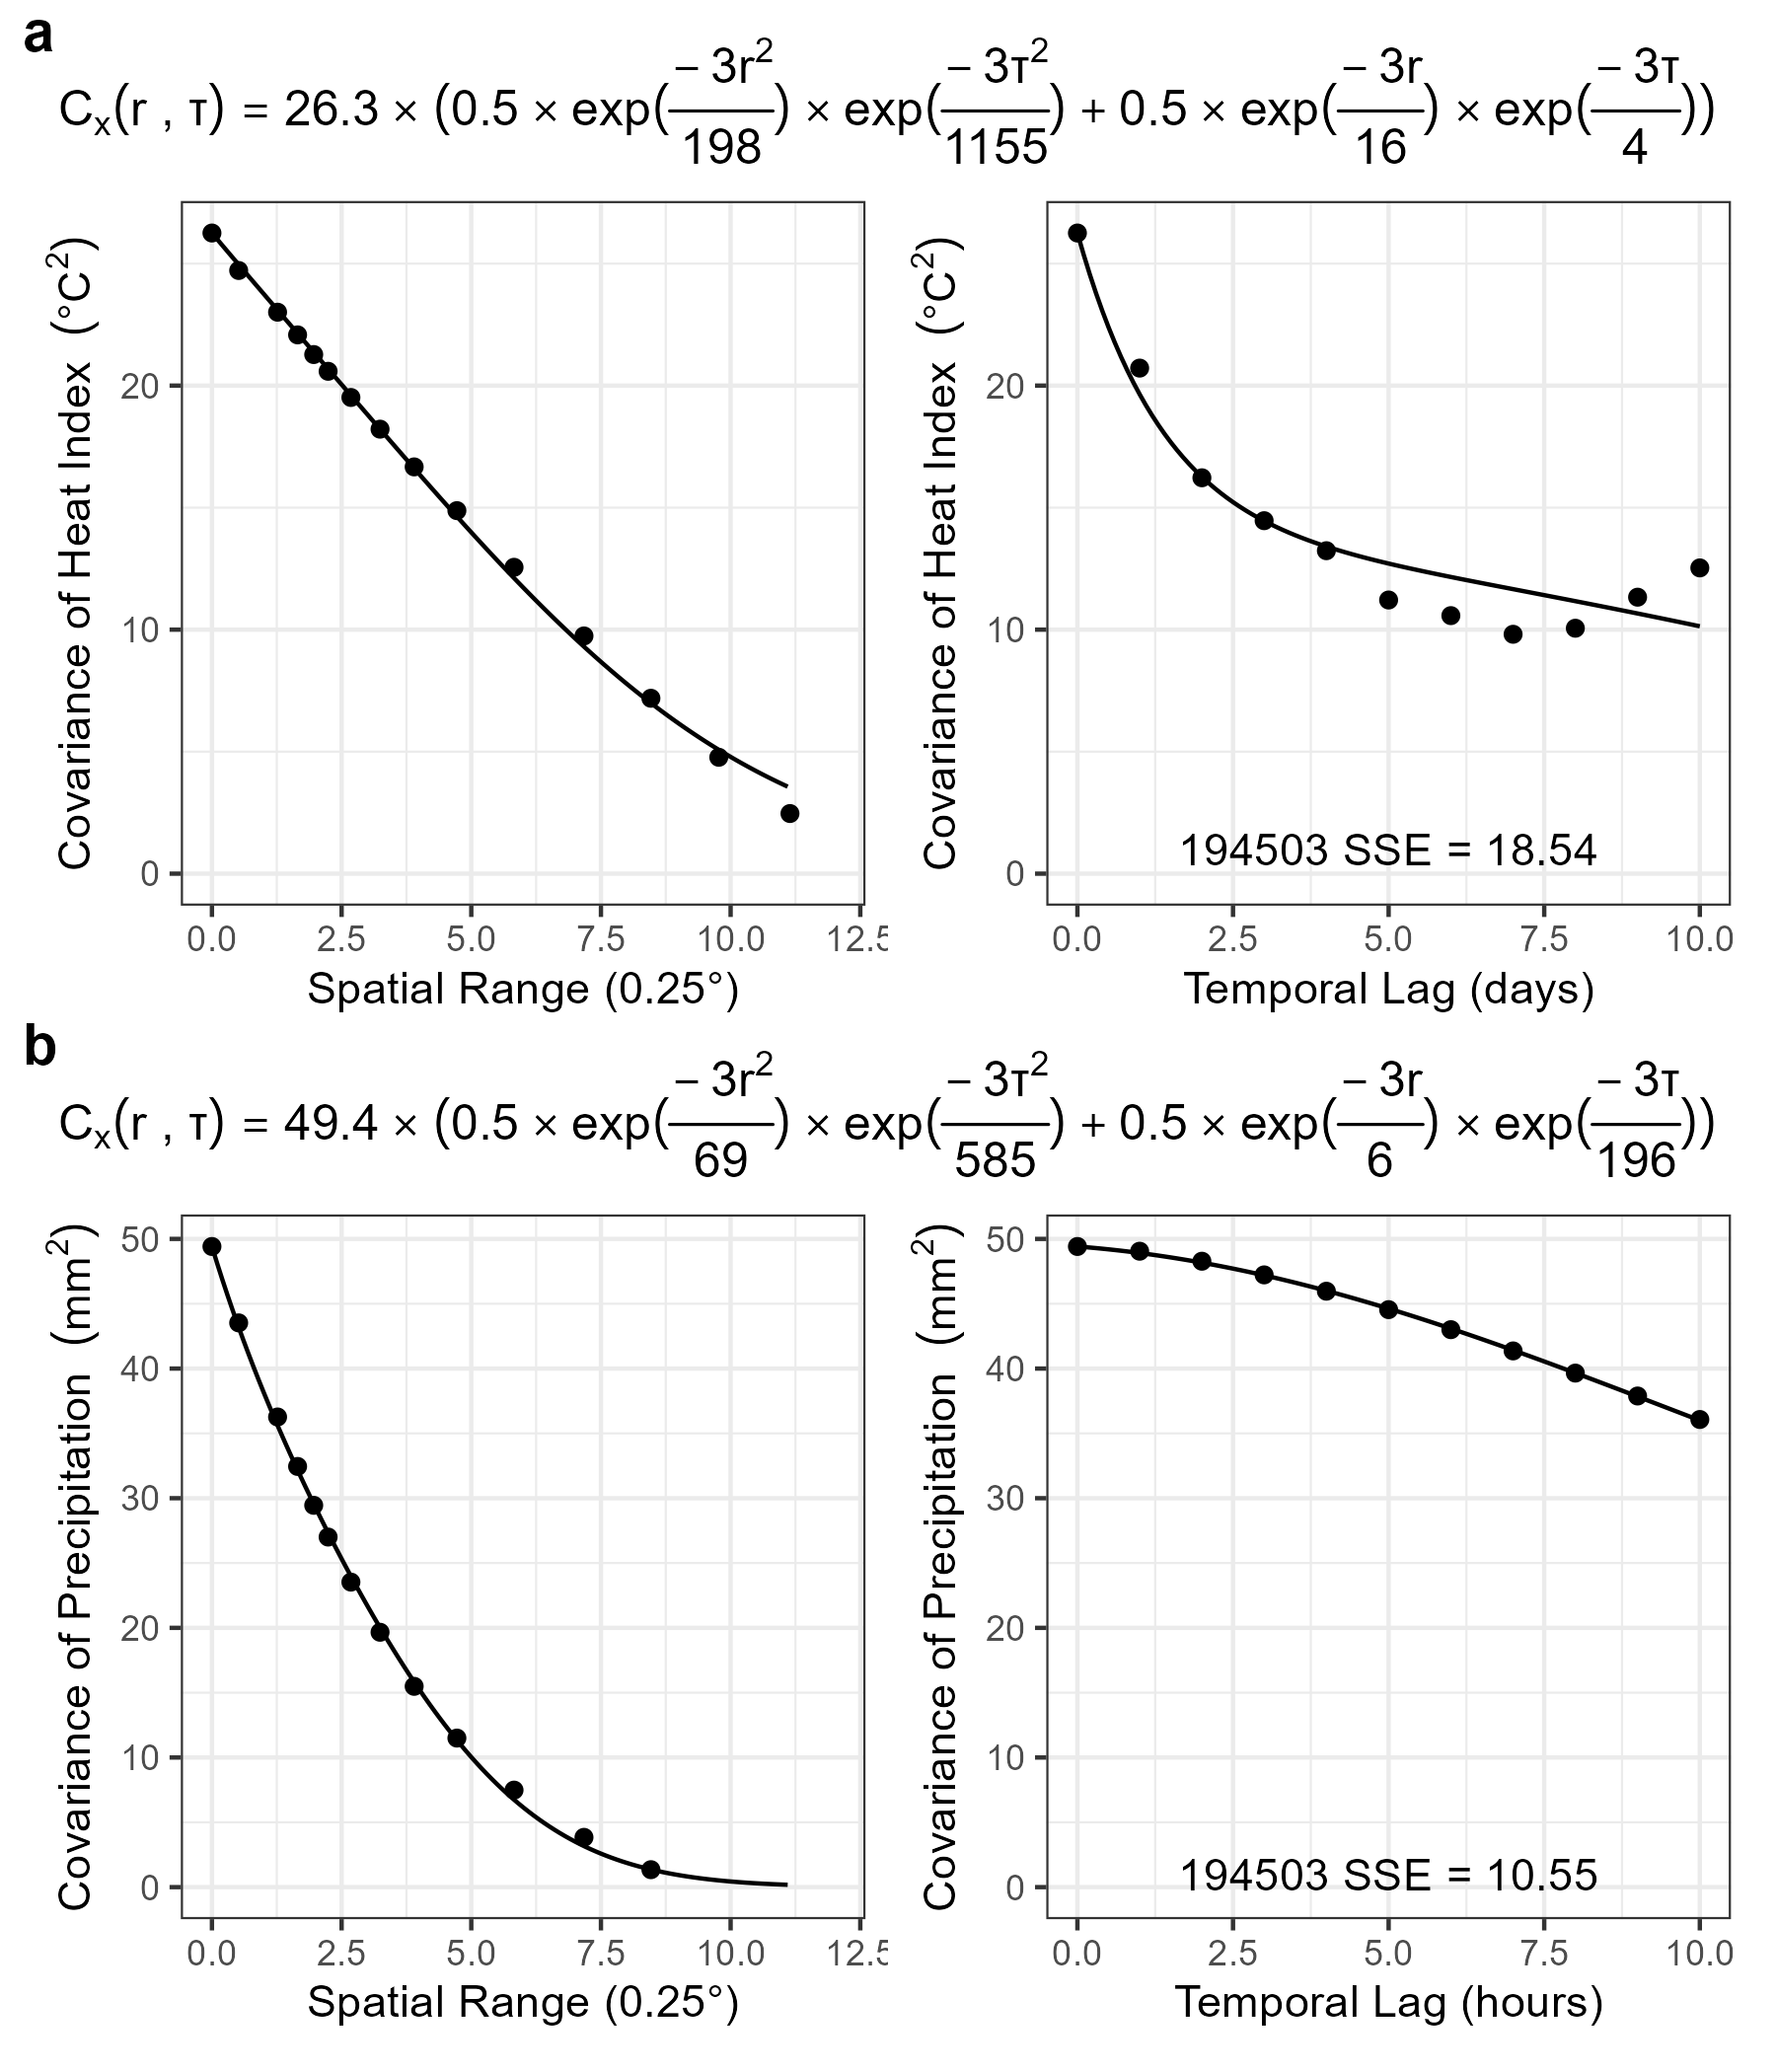 a
Cₓ(r , τ) = 26.3 × (0.5 × exp(− 3r²/198) × exp(− 3τ²/1155) + 0.5 × exp(− 3r/16) × exp(− 3τ/4))
Covariance of Heat Index (°C²)
20
10
0
0.0 2.5 5.0 7.5 10.0 12.5
Spatial Range (0.25°)
Covariance of Heat Index (°C²)
20
10
0
194503 SSE = 18.54
0.0 2.5 5.0 7.5 10.0
Temporal Lag (days)
b
Cₓ(r , τ) = 49.4 × (0.5 × exp(− 3r²/69) × exp(− 3τ²/585) + 0.5 × exp(− 3r/6) × exp(− 3τ/196))
Covariance of Precipitation (mm²)
50
40
30
20
10
0
0.0 2.5 5.0 7.5 10.0 12.5
Spatial Range (0.25°)
Covariance of Precipitation (mm²)
50
40
30
20
10
0
194503 SSE = 10.55
0.0 2.5 5.0 7.5 10.0
Temporal Lag (hours)